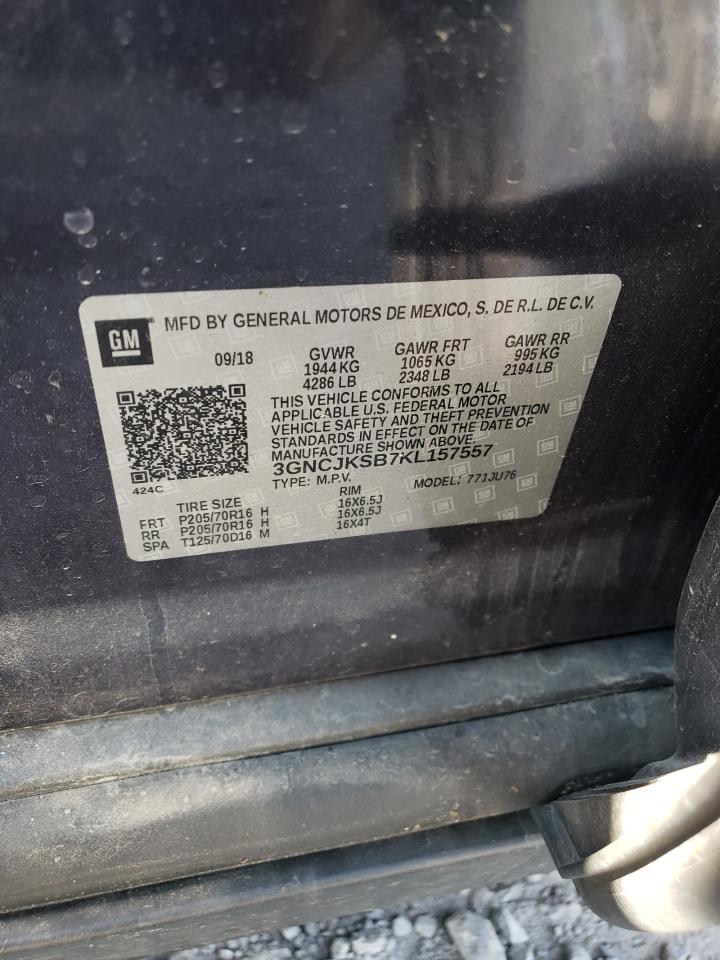 GM
MFD BY GENERAL MOTORS DE MEXICO, S. DE R.L. DE C.V.
09/18 GVWR GAWR FRT GAWR RR
1944 KG 1065 KG 995 KG
4286 LB 2348 LB 2194 LB
THIS VEHICLE CONFORMS TO ALL
APPLICABLE U.S. FEDERAL MOTOR
VEHICLE SAFETY AND THEFT PREVENTION
STANDARDS IN EFFECT ON THE DATE OF
MANUFACTURE SHOWN ABOVE.
3GNCJKSB7KL157557
424C TYPE: M.P.V. MODEL: 771JU76
TIRE SIZE RIM
FRT P205/70R16 H 16X6.5J
RR P205/70R16 H 16X6.5J
SPA T125/70D16 M 16X4T